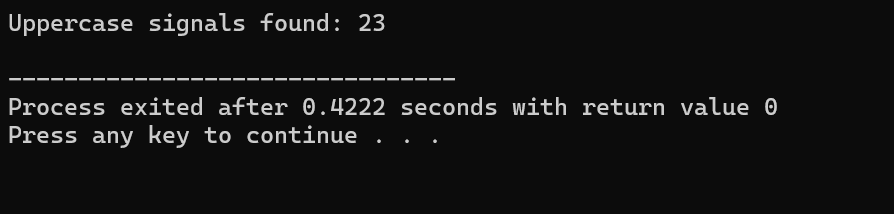 Uppercase signals found: 23
--------------------------------
Process exited after 0.4222 seconds with return value 0
Press any key to continue . . .